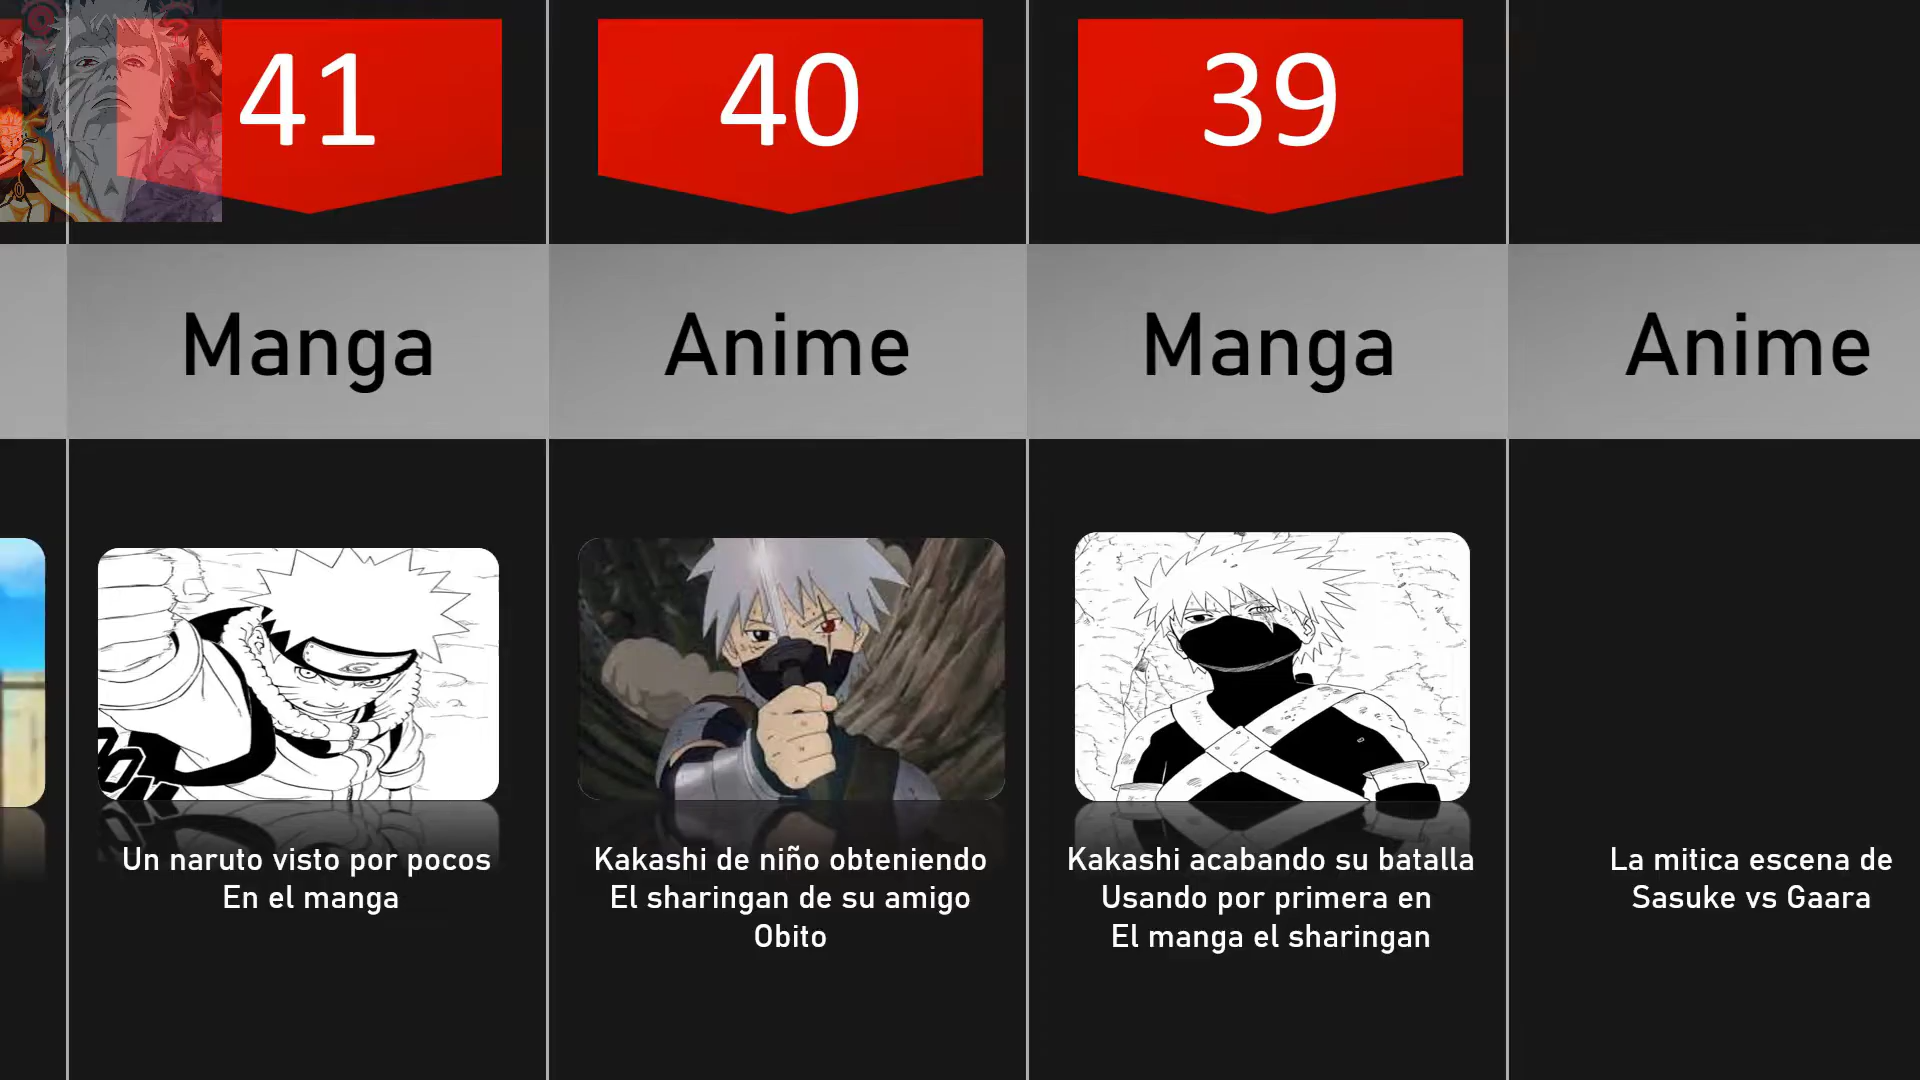 41
40
39
Manga
Anime
Manga
Anime
Un naruto visto por pocos
En el manga
Kakashi de niño obteniendo
El sharingan de su amigo
Obito
Kakashi acabando su batalla
Usando por primera en
El manga el sharingan
La mitica escena de
Sasuke vs Gaara